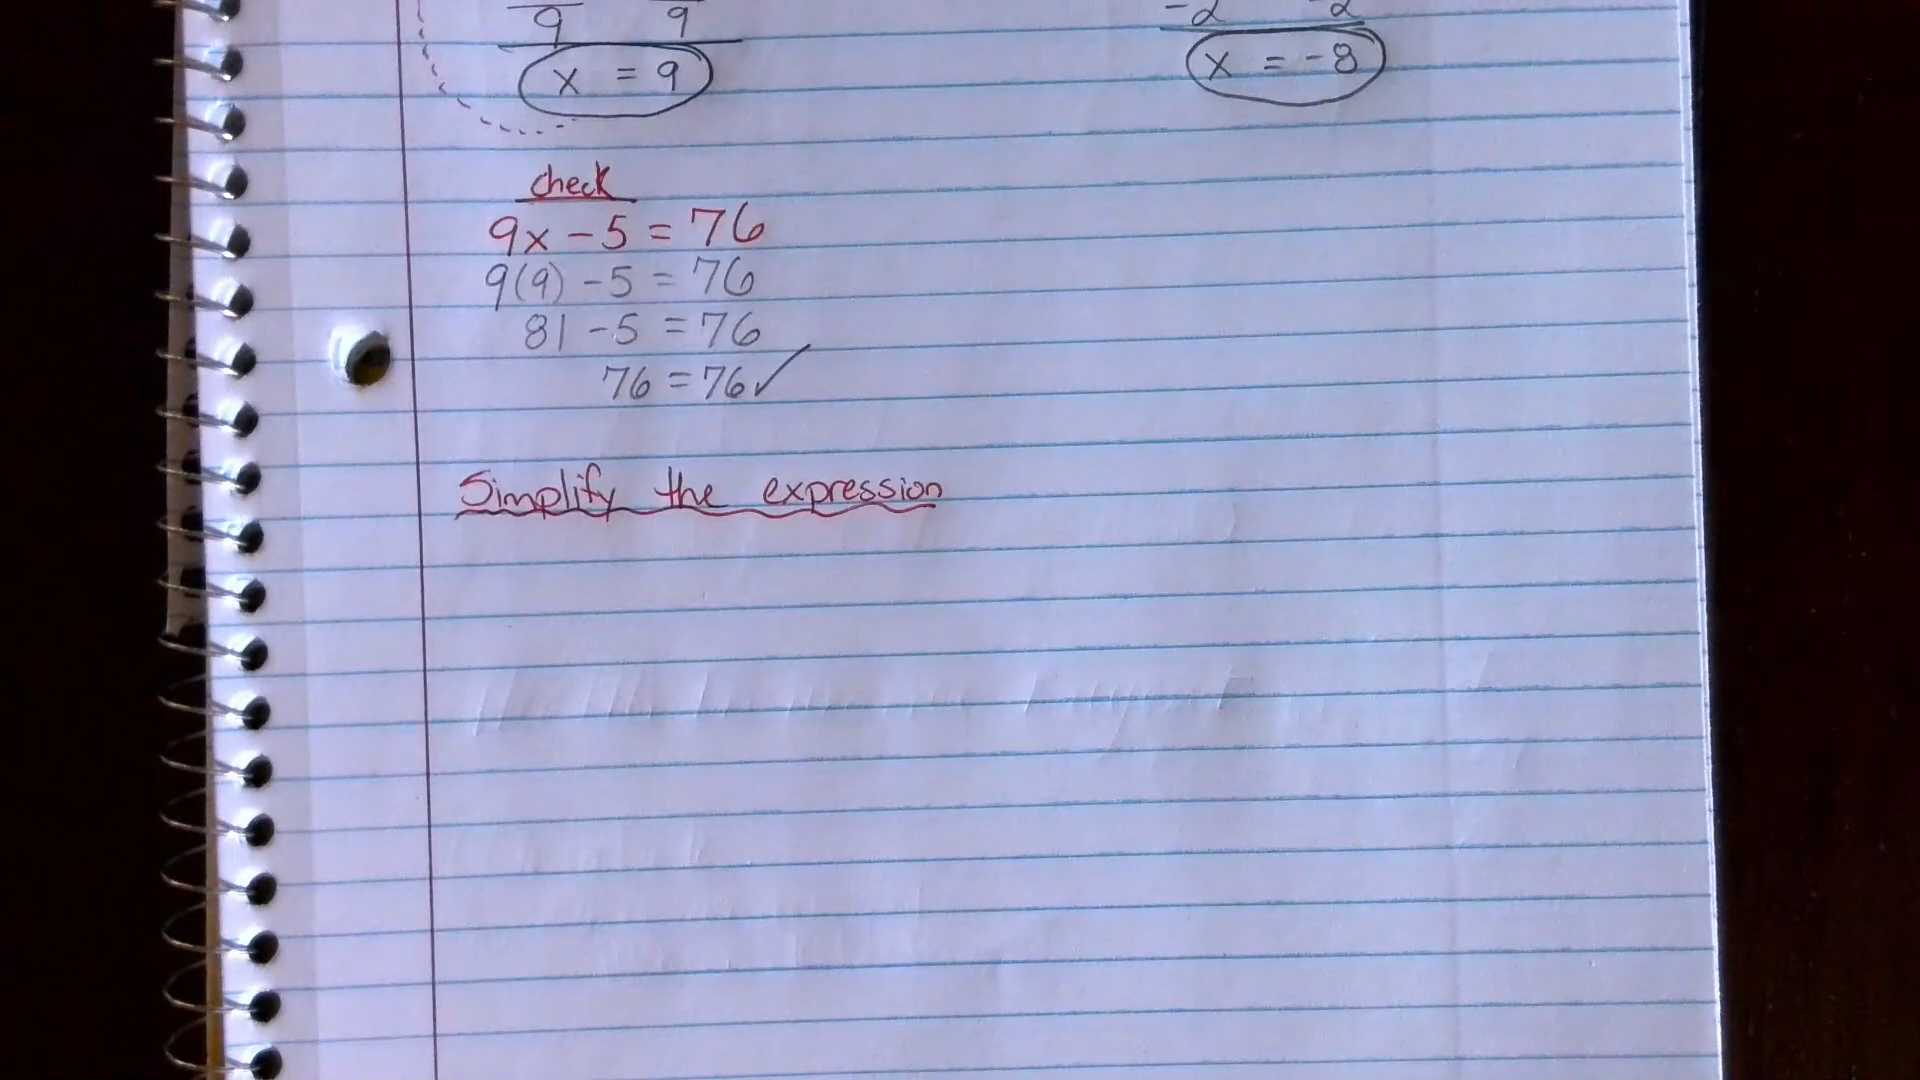 9 9
-2 -2
x = 9
x = -8
check
9x - 5 = 76
9(9) - 5 = 76
81 - 5 = 76
76 = 76 ✓
Simplify the expression